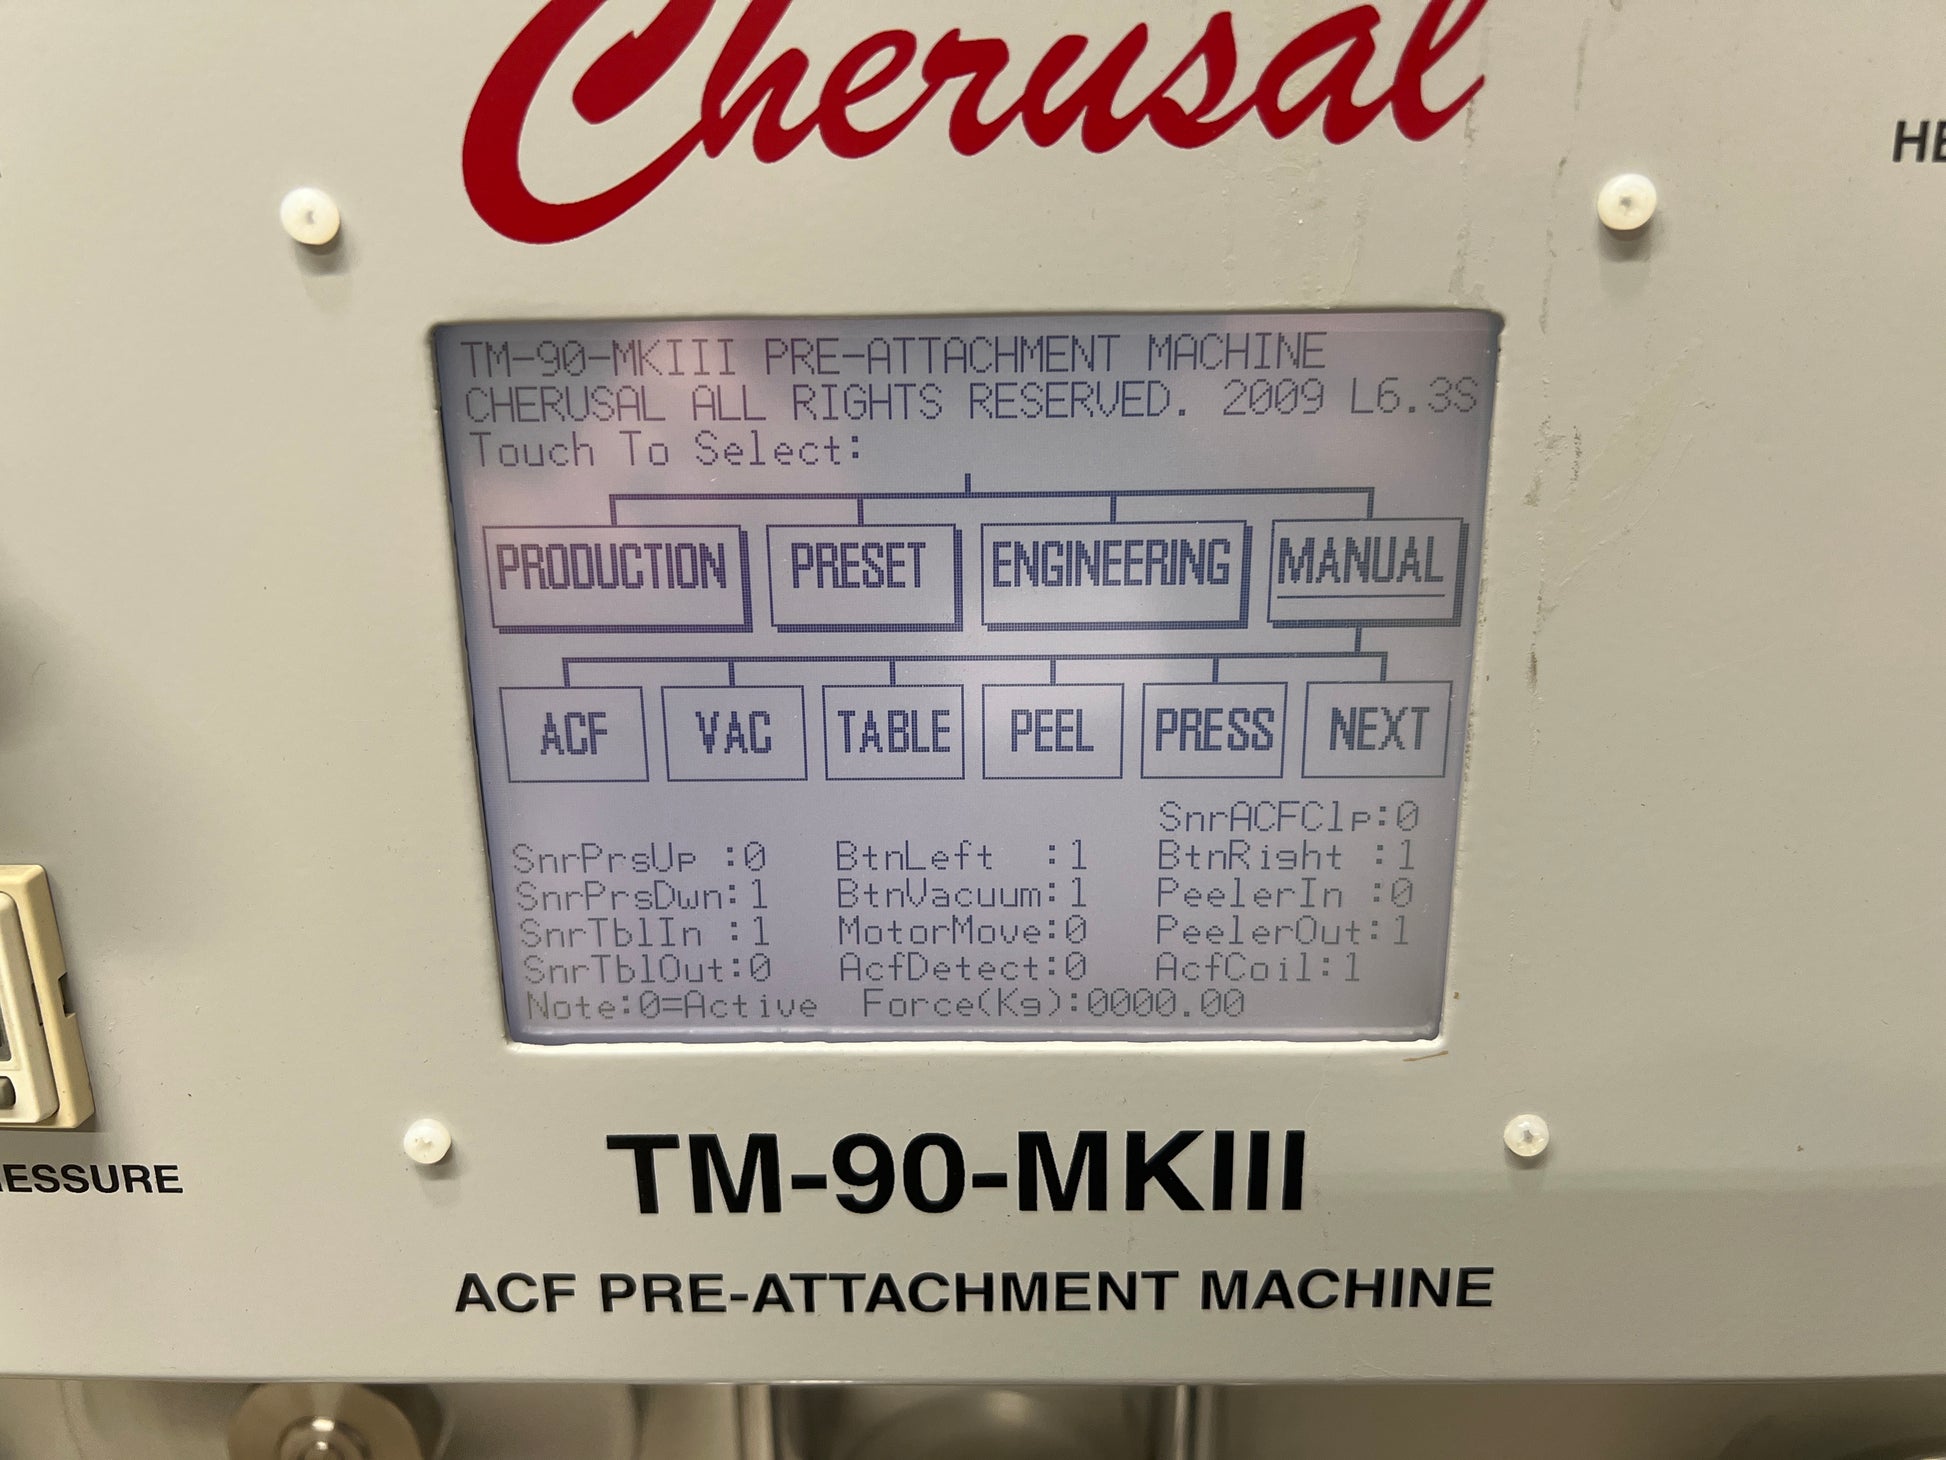 Cherusal
HE
TM-90-MKIII PRE-ATTACHMENT MACHINE
CHERUSAL ALL RIGHTS RESERVED. 2009 L6.3S
Touch To Select:
PRODUCTION PRESET ENGINEERING MANUAL
ACF VAC TABLE PEEL PRESS NEXT
SnrACFClp:0
SnrPrsUp :0 BtnLeft :1 BtnRight :1
SnrPrsDwn:1 BtnVacuum:1 PeelerIn :0
SnrTblIn :1 MotorMove:0 PeelerOut:1
SnrTblOut:0 AcfDetect:0 AcfCoil:1
Note:0=Active Force(Kg):0000.00
ESSURE
TM-90-MKIII
ACF PRE-ATTACHMENT MACHINE